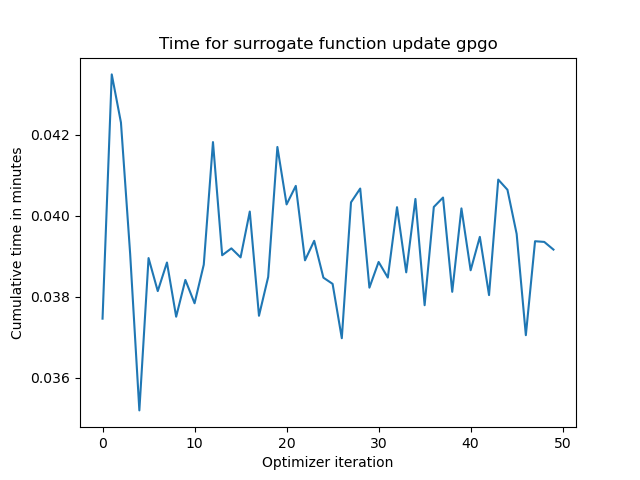 Time for surrogate function update gpgo
Cumulative time in minutes
0.042
0.040
0.038
0.036
0 10 20 30 40 50
Optimizer iteration